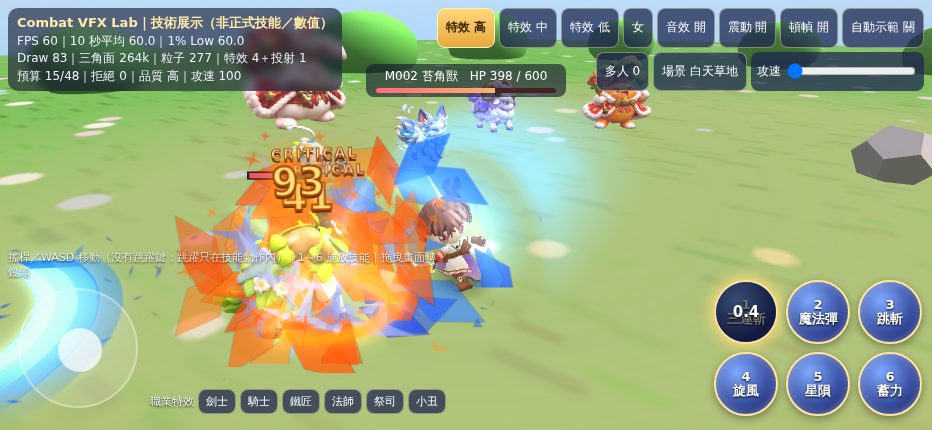 Combat VFX Lab｜技術展示（非正式技能／數值）
FPS 60｜10 秒平均 60.0｜1% Low 60.0
Draw 83｜三角面 264k｜粒子 277｜特效 4＋投射 1
預算 15/48｜拒絕 0｜品質 高｜攻速 100
特效 高
特效 中
特效 低
女
音效 開
震動 開
頓幀 開
自動示範 關
M002 苔角獸 HP 398 / 600
多人 0
場景 白天草地
攻速
CRITICAL
93
41
搖桿／WASD 移動（沒有跳躍鍵；跳躍只在技能動作內）
1～6 施放技能｜拖曳畫面轉
鏡頭
1
三連斬
0.4
2
魔法彈
3
跳斬
4
旋風
5
星隕
6
蓄力
職業特效
劍士
騎士
鐵匠
法師
祭司
小丑